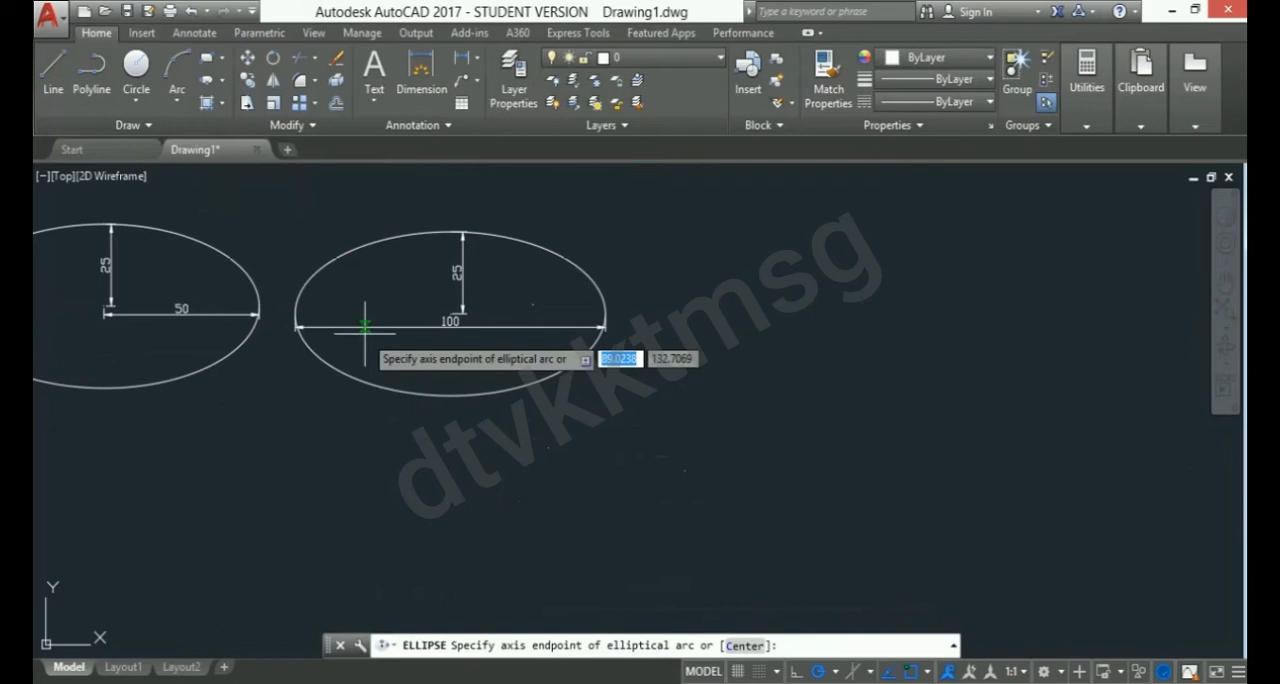 Autodesk AutoCAD 2017 - STUDENT VERSION Drawing1.dwg
Type a keyword or phrase
Sign In
Home Insert Annotate Parametric View Manage Output Add-ins A360 Express Tools Featured Apps Performance
Line Polyline Circle Arc
Text Dimension
Layer Properties
0
Insert
Match Properties
ByLayer
ByLayer
ByLayer
Group
Utilities
Clipboard
View
Draw Modify Annotation Layers Block Properties Groups
Start Drawing1*
[−][Top][2D Wireframe]
25
50
25
100
Specify axis endpoint of elliptical arc or 89.0238 132.7069
dtvkktmsg
Y
X
ELLIPSE Specify axis endpoint of elliptical arc or [Center]:
Model Layout1 Layout2 +
MODEL 1:1